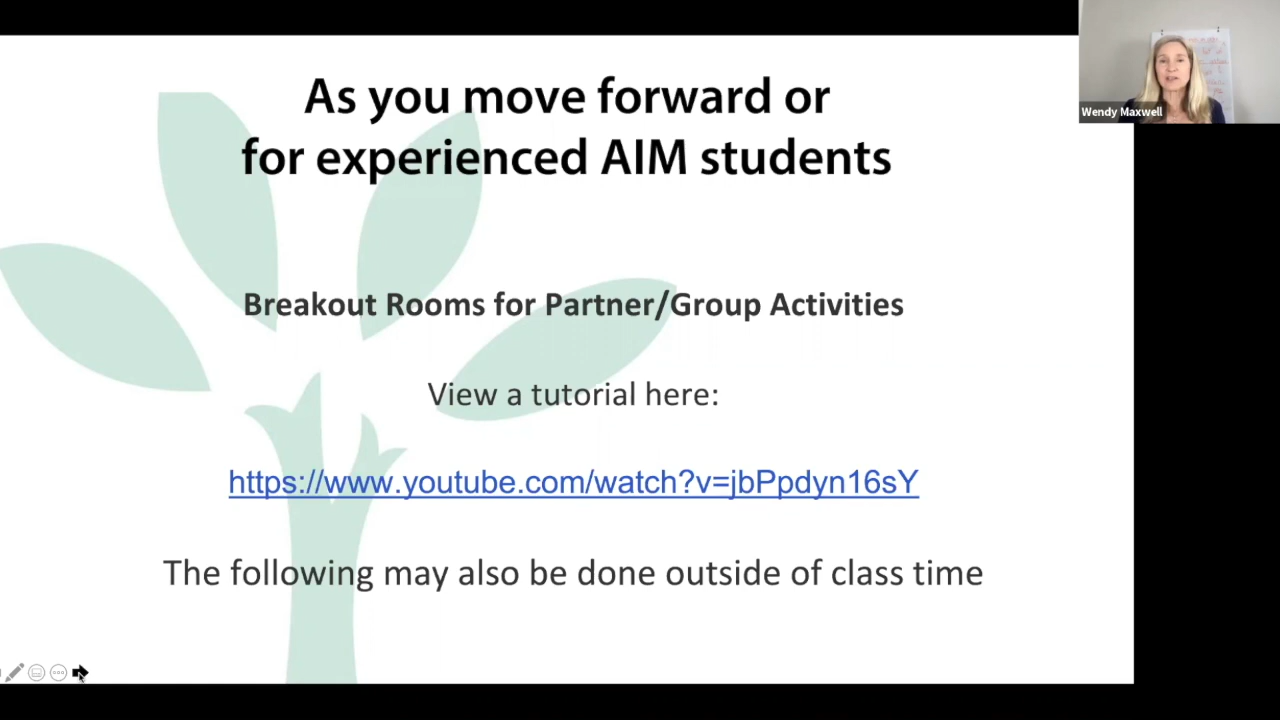 As you move forward or
for experienced AIM students
Wendy Maxwell
Breakout Rooms for Partner/Group Activities
View a tutorial here:
https://www.youtube.com/watch?v=jbPpdyn16sY
The following may also be done outside of class time